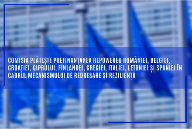 COMISIA PLĂTEȘTE PREFINANȚAREA REPOWEREU ROMÂNIEI, BELGIEI,
CROAȚIEI, CIPRULUI, FINLANDEI, GRECIEI, ITALIEI, LETONIEI ȘI SPANIEI ÎN
CADRUL MECANISMULUI DE REDRESARE ȘI REZILIENȚĂ